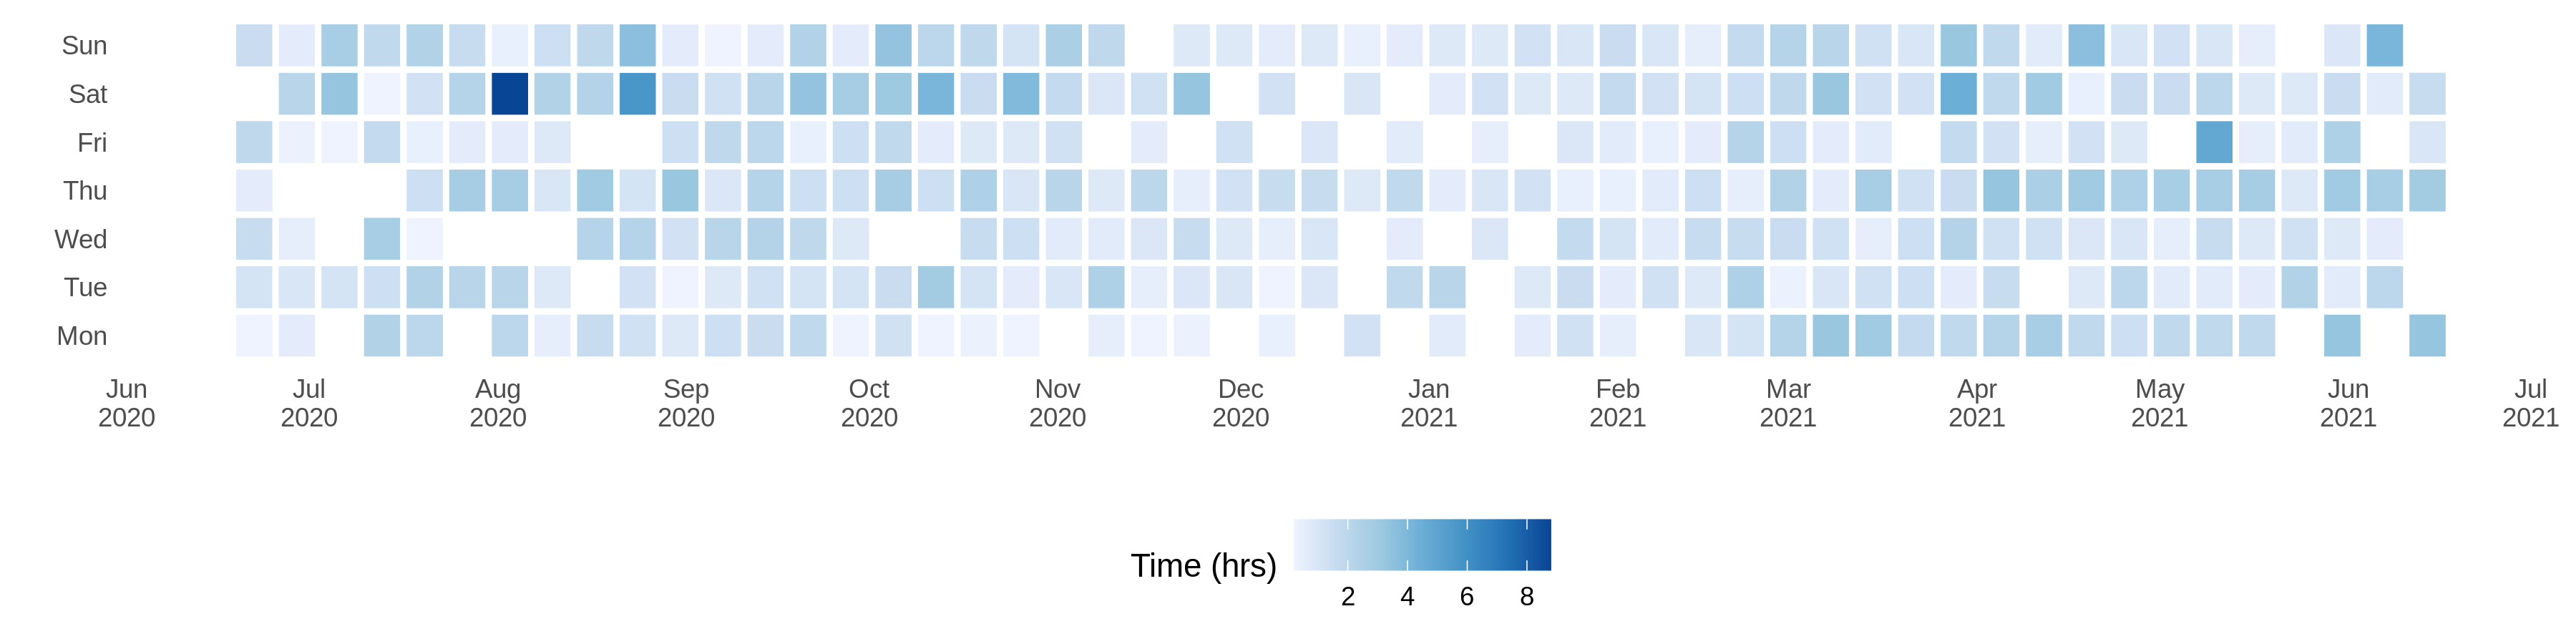 Sun
Sat
Fri
Thu
Wed
Tue
Mon
Jun Jul Aug Sep Oct Nov Dec Jan Feb Mar Apr May Jun Jul
2020 2020 2020 2020 2020 2020 2020 2021 2021 2021 2021 2021 2021 2021
Time (hrs)
2 4 6 8